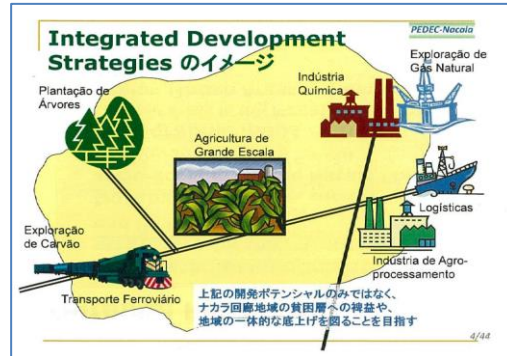 PEDEC-Nacala
Integrated Development
Strategies のイメージ
Exploração de
Gás Natural
Indústria
Química
Plantação de
Árvores
Agricultura de
Grande Escala
Logísticas
Exploração
de Carvão
Indústria de Agro-
processamento
Transporte Ferroviário
上記の開発ポテンシャルのみではなく、
ナカラ回廊地域の貧困層への裨益や、
地域の一体的な底上げを図ることを目指す
4/44